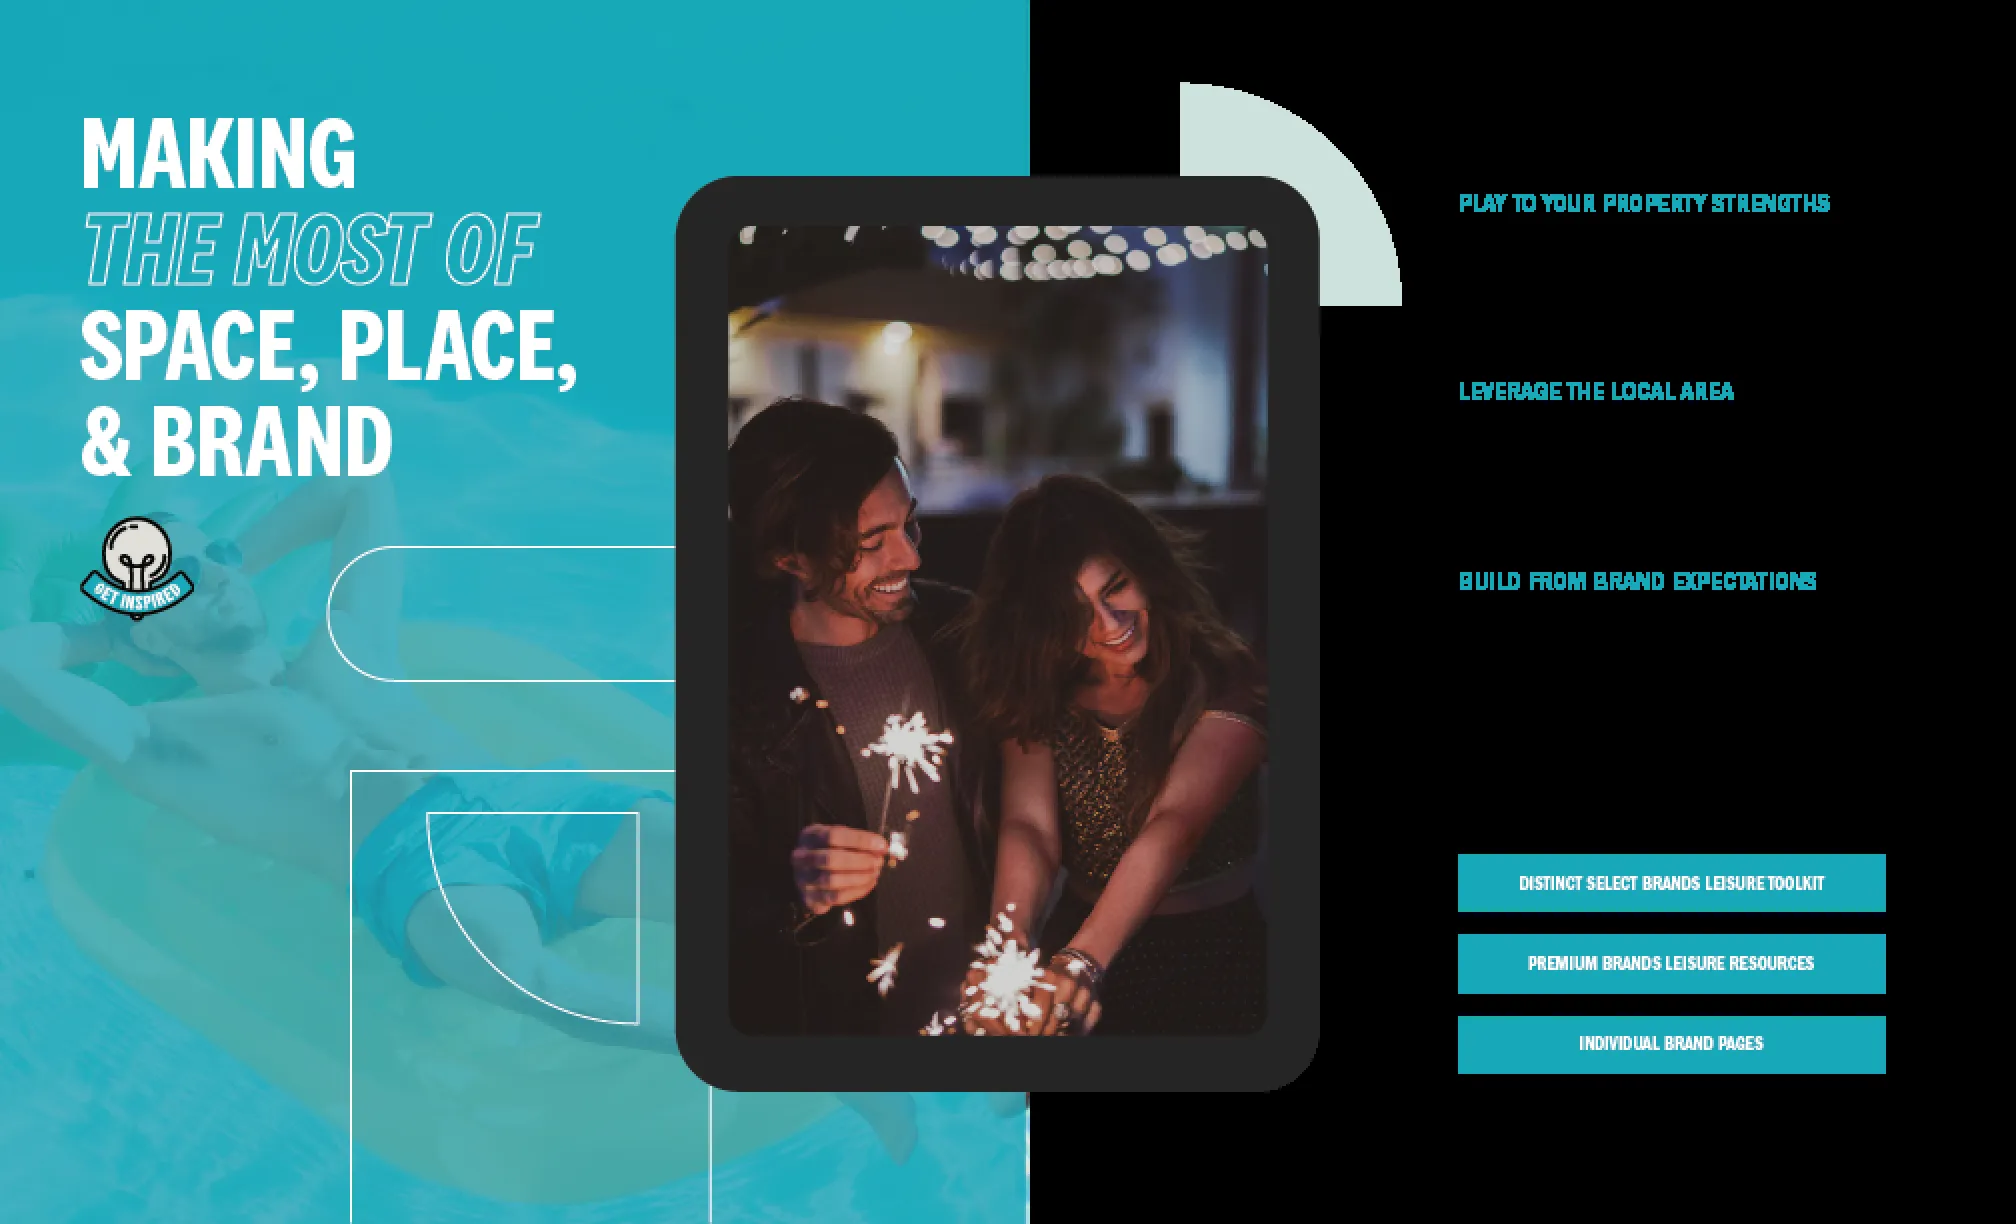 MAKING
THE MOST OF
SPACE, PLACE,
& BRAND
GET INSPIRED
PLAY TO YOUR PROPERTY STRENGTHS
LEVERAGE THE LOCAL AREA
BUILD FROM BRAND EXPECTATIONS
DISTINCT SELECT BRANDS LEISURE TOOLKIT
PREMIUM BRANDS LEISURE RESOURCES
INDIVIDUAL BRAND PAGES